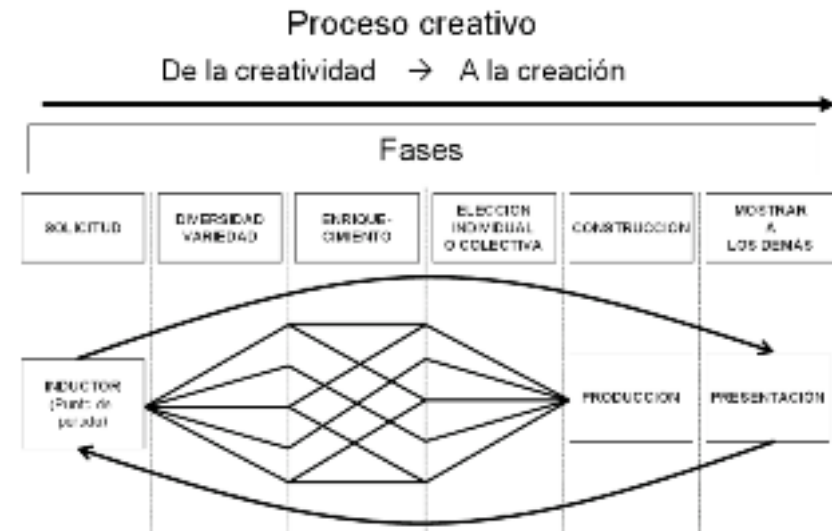 Proceso creativo
De la creatividad → A la creación
Fases
SOLICITUD
DIVERSIDAD
VARIEDAD
ENRIQUE-
CIMIENTO
ELECCION
INDIVIDUAL
O COLECTIVA
CONSTRUCCION
MOSTRAR
A
LOS DEMÁS
INDUCTOR
(Punto de
PRODUCCION
PRESENTACIÓN